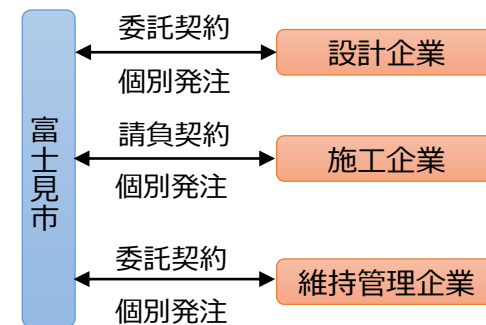 富士見市
委託契約
個別発注
設計企業
請負契約
個別発注
施工企業
委託契約
個別発注
維持管理企業